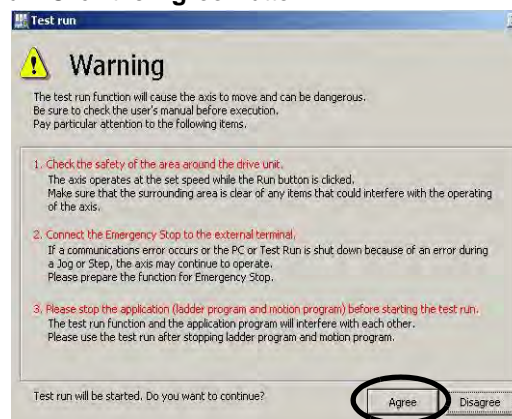 Test run
Warning
The test run function will cause the axis to move and can be dangerous.
Be sure to check the user's manual before execution.
Pay particular attention to the following items.
1. Check the safety of the area around the drive unit.
The axis operates at the set speed while the Run button is clicked.
Make sure that the surrounding area is clear of any items that could interfere with the operating
of the axis.
2. Connect the Emergency Stop to the external terminal.
If a communications error occurs or the PC or Test Run is shut down because of an error during
a Jog or Step, the axis may continue to operate.
Please prepare the function for Emergency Stop.
3. Please stop the application (ladder program and motion program) before starting the test run.
The test run function and the application program will interfere with each other.
Please use the test run after stopping ladder program and motion program.
Test run will be started. Do you want to continue?
Agree
Disagree